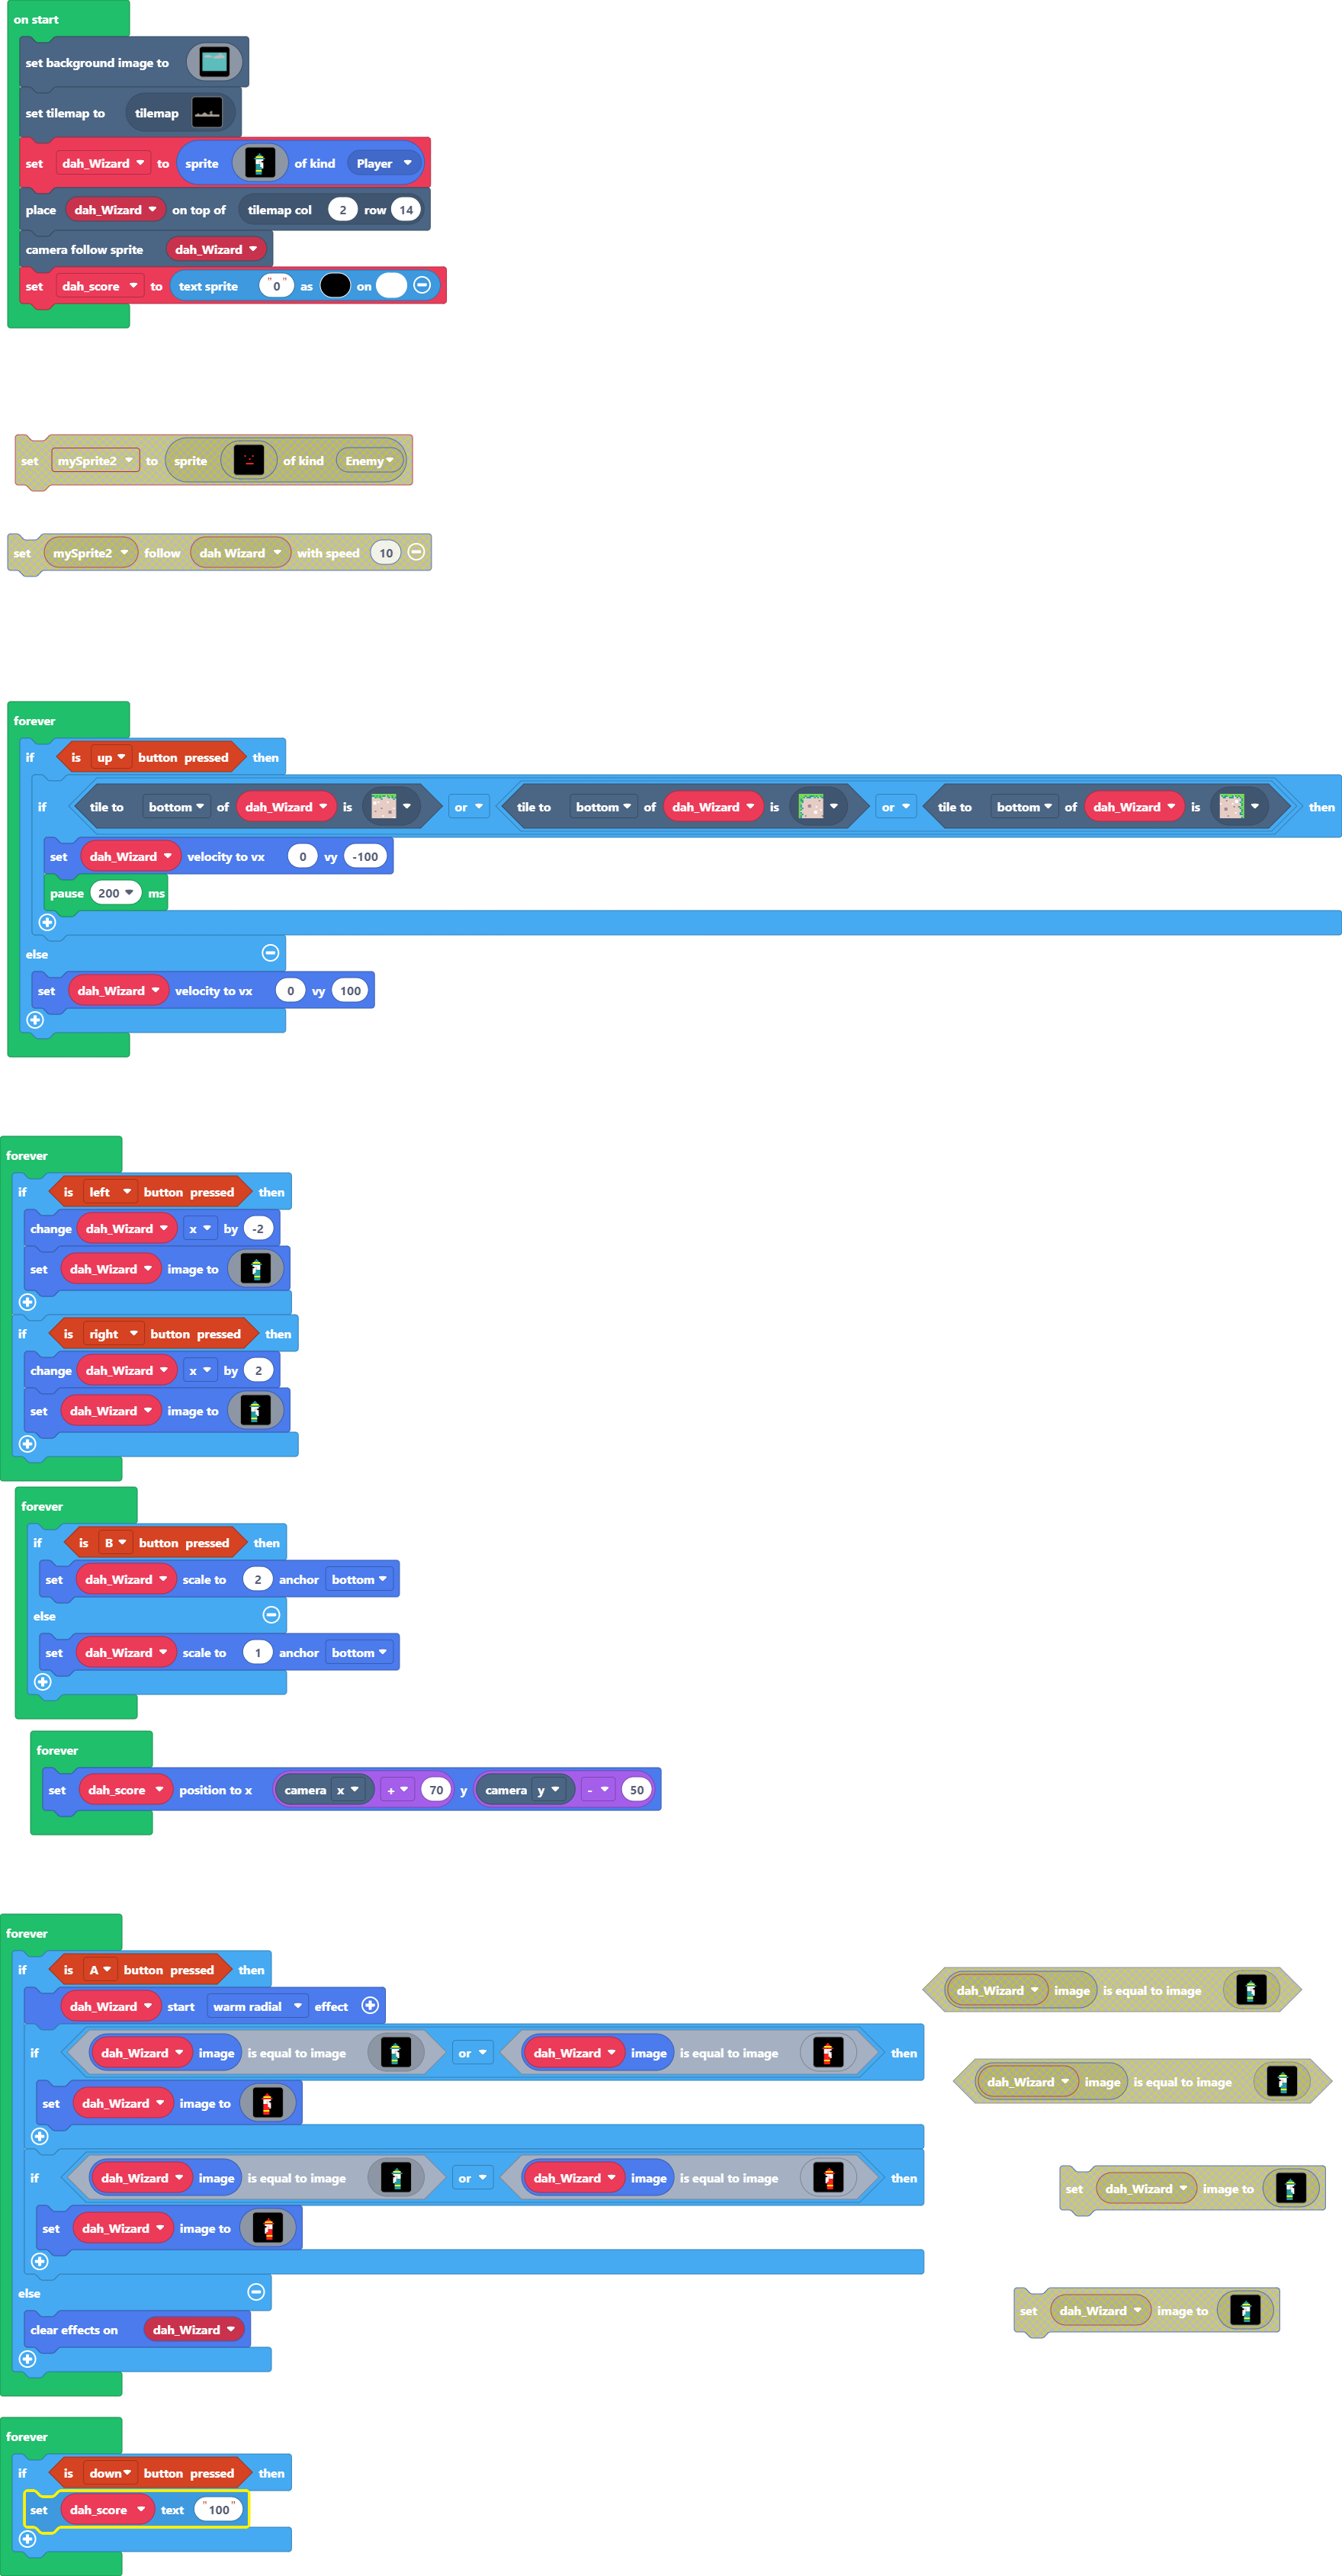 on start
set background image to
set tilemap to tilemap
set dah_Wizard to sprite of kind Player
place dah_Wizard on top of tilemap col 2 row 14
camera follow sprite dah_Wizard
set dah_score to text sprite "0" as on
set mySprite2 to sprite of kind Enemy
set mySprite2 follow dah Wizard with speed 10
forever
if is up button pressed then
if tile to bottom of dah_Wizard is or tile to bottom of dah_Wizard is or tile to bottom of dah_Wizard is then
set dah_Wizard velocity to vx 0 vy -100
pause 200 ms
else
set dah_Wizard velocity to vx 0 vy 100
forever
if is left button pressed then
change dah_Wizard x by -2
set dah_Wizard image to
if is right button pressed then
change dah_Wizard x by 2
set dah_Wizard image to
forever
if is B button pressed then
set dah_Wizard scale to 2 anchor bottom
else
set dah_Wizard scale to 1 anchor bottom
forever
set dah_score position to x camera x + 70 y camera y - 50
forever
if is A button pressed then
dah_Wizard start warm radial effect
if dah_Wizard image is equal to image or dah_Wizard image is equal to image then
set dah_Wizard image to
if dah_Wizard image is equal to image or dah_Wizard image is equal to image then
set dah_Wizard image to
else
clear effects on dah_Wizard
dah_Wizard image is equal to image
dah_Wizard image is equal to image
set dah_Wizard image to
set dah_Wizard image to
forever
if is down button pressed then
set dah_score text "100"